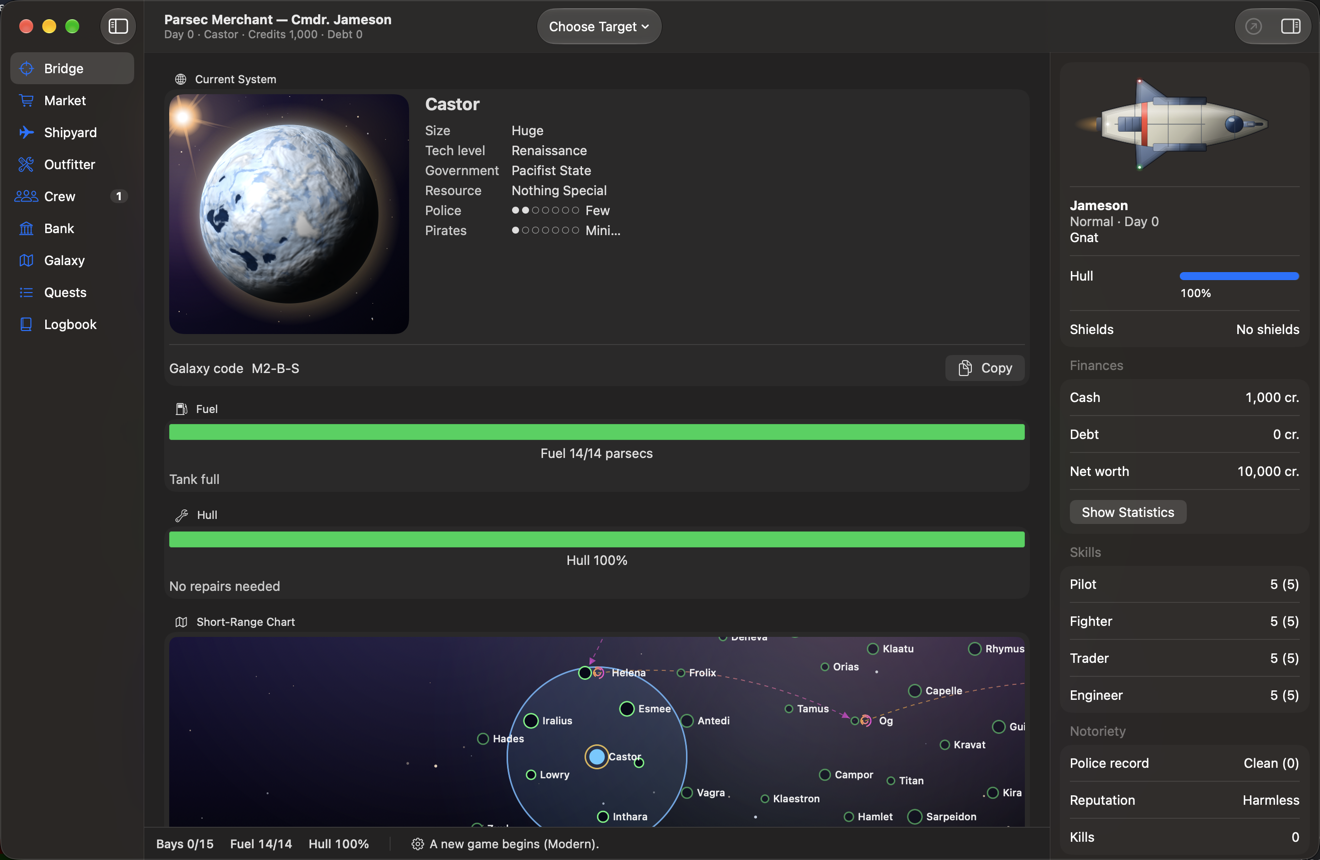 Parsec Merchant — Cmdr. Jameson
Day 0 · Castor · Credits 1,000 · Debt 0
Choose Target
Bridge
Market
Shipyard
Outfitter
Crew 1
Bank
Galaxy
Quests
Logbook
Current System
Castor
Size Huge
Tech level Renaissance
Government Pacifist State
Resource Nothing Special
Police Few
Pirates Mini...
Galaxy code M2-B-S
Copy
Fuel
Fuel 14/14 parsecs
Tank full
Hull
Hull 100%
No repairs needed
Short-Range Chart
Deneva
Klaatu
Rhymus
Orias
Helena
Frolix
Capelle
Esmee
Tamus
Iralius
Antedi
Og
Gui
Hades
Kravat
Castor
Lowry
Campor
Titan
Vagra
Klaestron
Kira
Inthara
Hamlet
Sarpeidon
Bays 0/15 Fuel 14/14 Hull 100% A new game begins (Modern).
Jameson
Normal · Day 0
Gnat
Hull
100%
Shields No shields
Finances
Cash 1,000 cr.
Debt 0 cr.
Net worth 10,000 cr.
Show Statistics
Skills
Pilot 5 (5)
Fighter 5 (5)
Trader 5 (5)
Engineer 5 (5)
Notoriety
Police record Clean (0)
Reputation Harmless
Kills 0